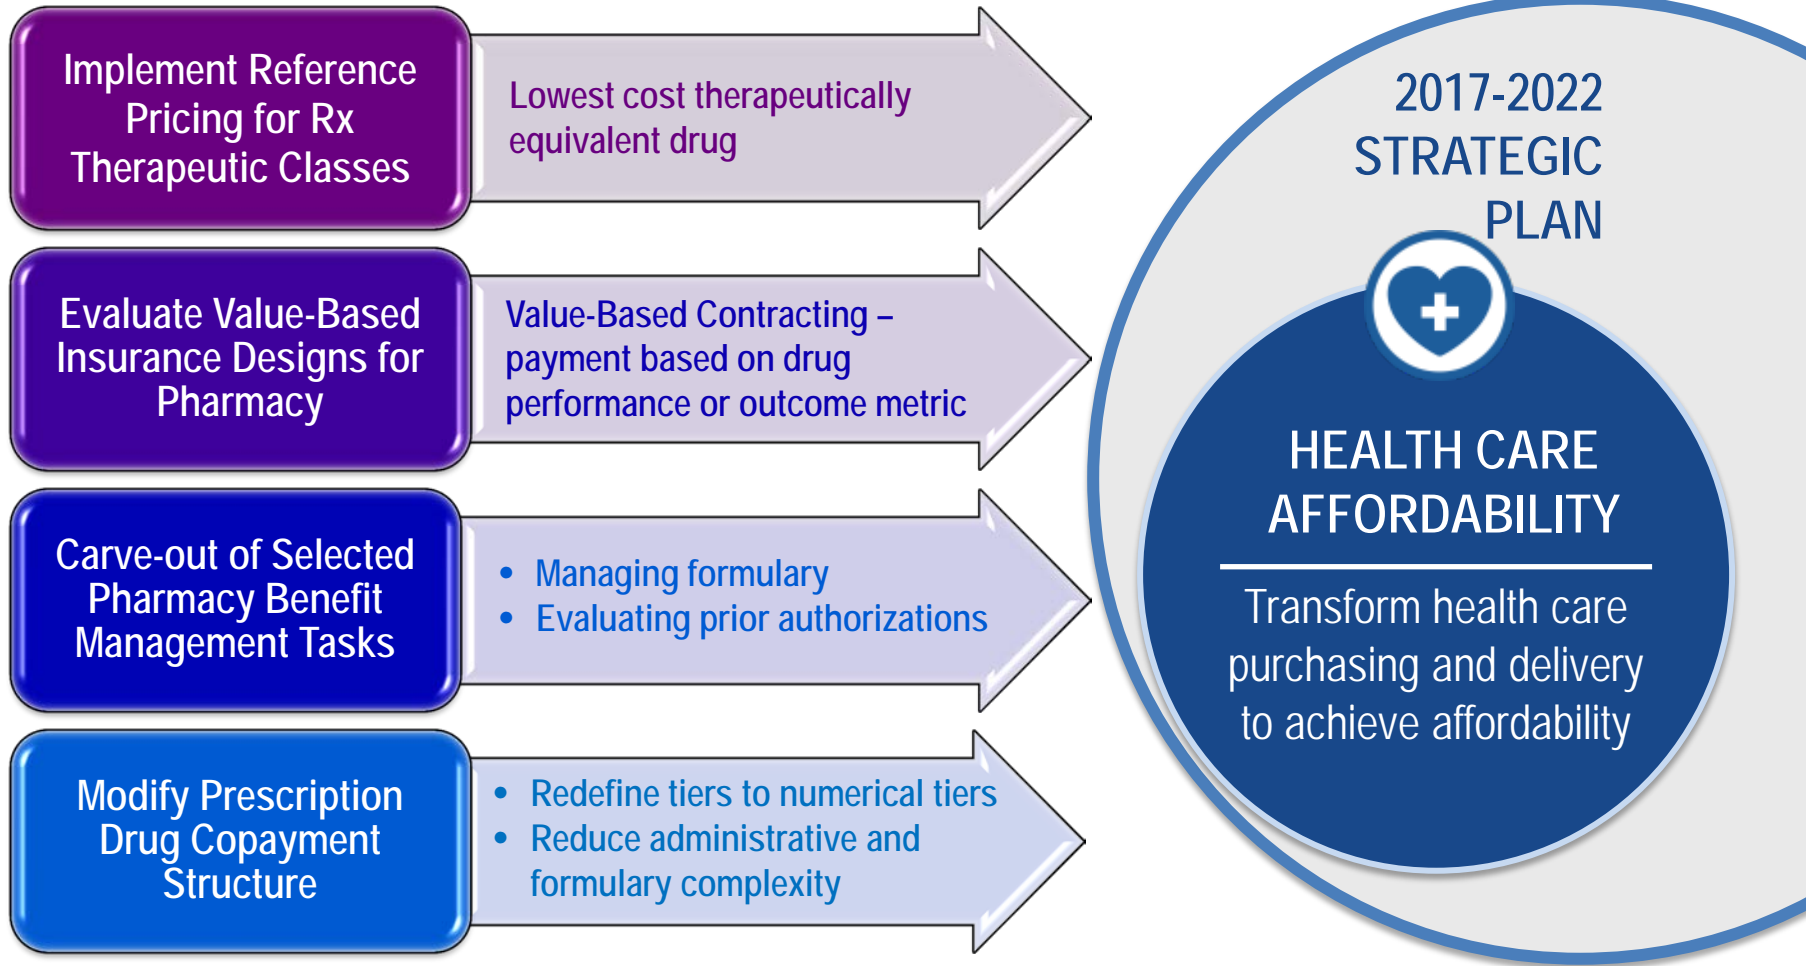 Implement Reference
Pricing for Rx
Therapeutic Classes
Lowest cost therapeutically
equivalent drug
Evaluate Value-Based
Insurance Designs for
Pharmacy
Value-Based Contracting –
payment based on drug
performance or outcome metric
Carve-out of Selected
Pharmacy Benefit
Management Tasks
• Managing formulary
• Evaluating prior authorizations
Modify Prescription
Drug Copayment
Structure
• Redefine tiers to numerical tiers
• Reduce administrative and
formulary complexity
2017-2022
STRATEGIC
PLAN
HEALTH CARE
AFFORDABILITY
Transform health care
purchasing and delivery
to achieve affordability